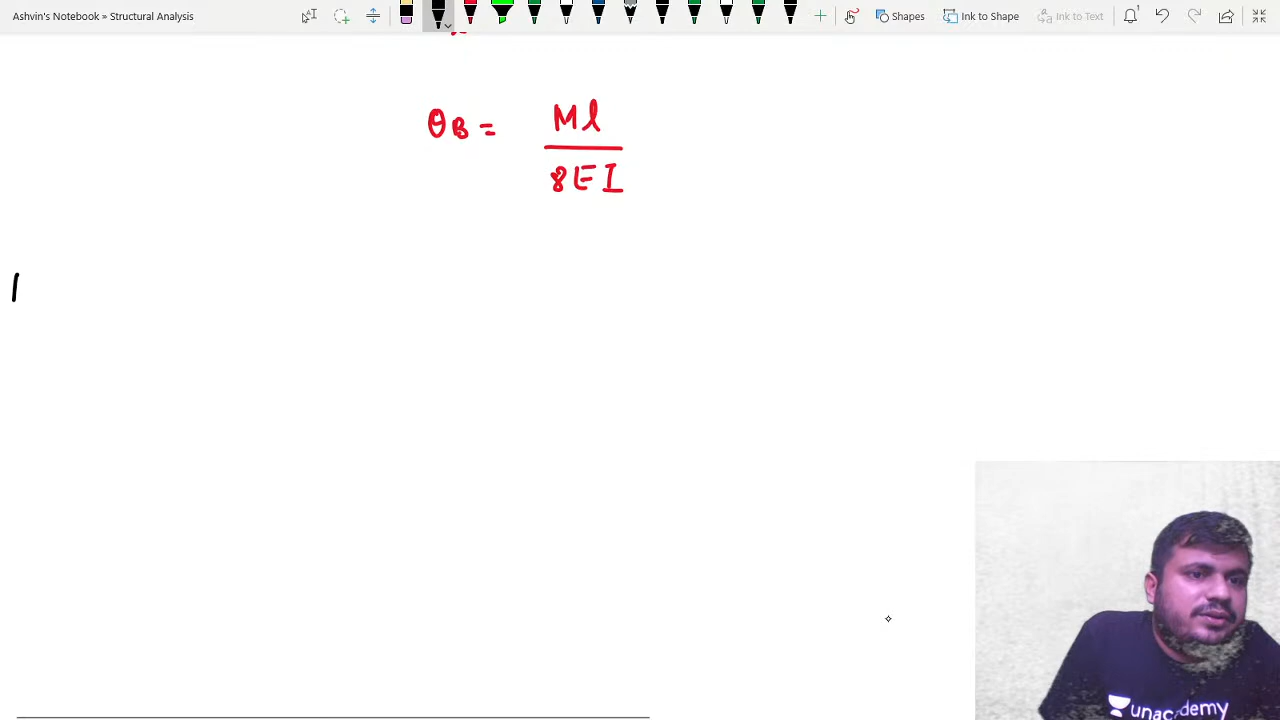 Ashvin's Notebook » Structural Analysis
Shapes
Ink to Shape
Ink to Text
θB = Ml
8EI
unacademy